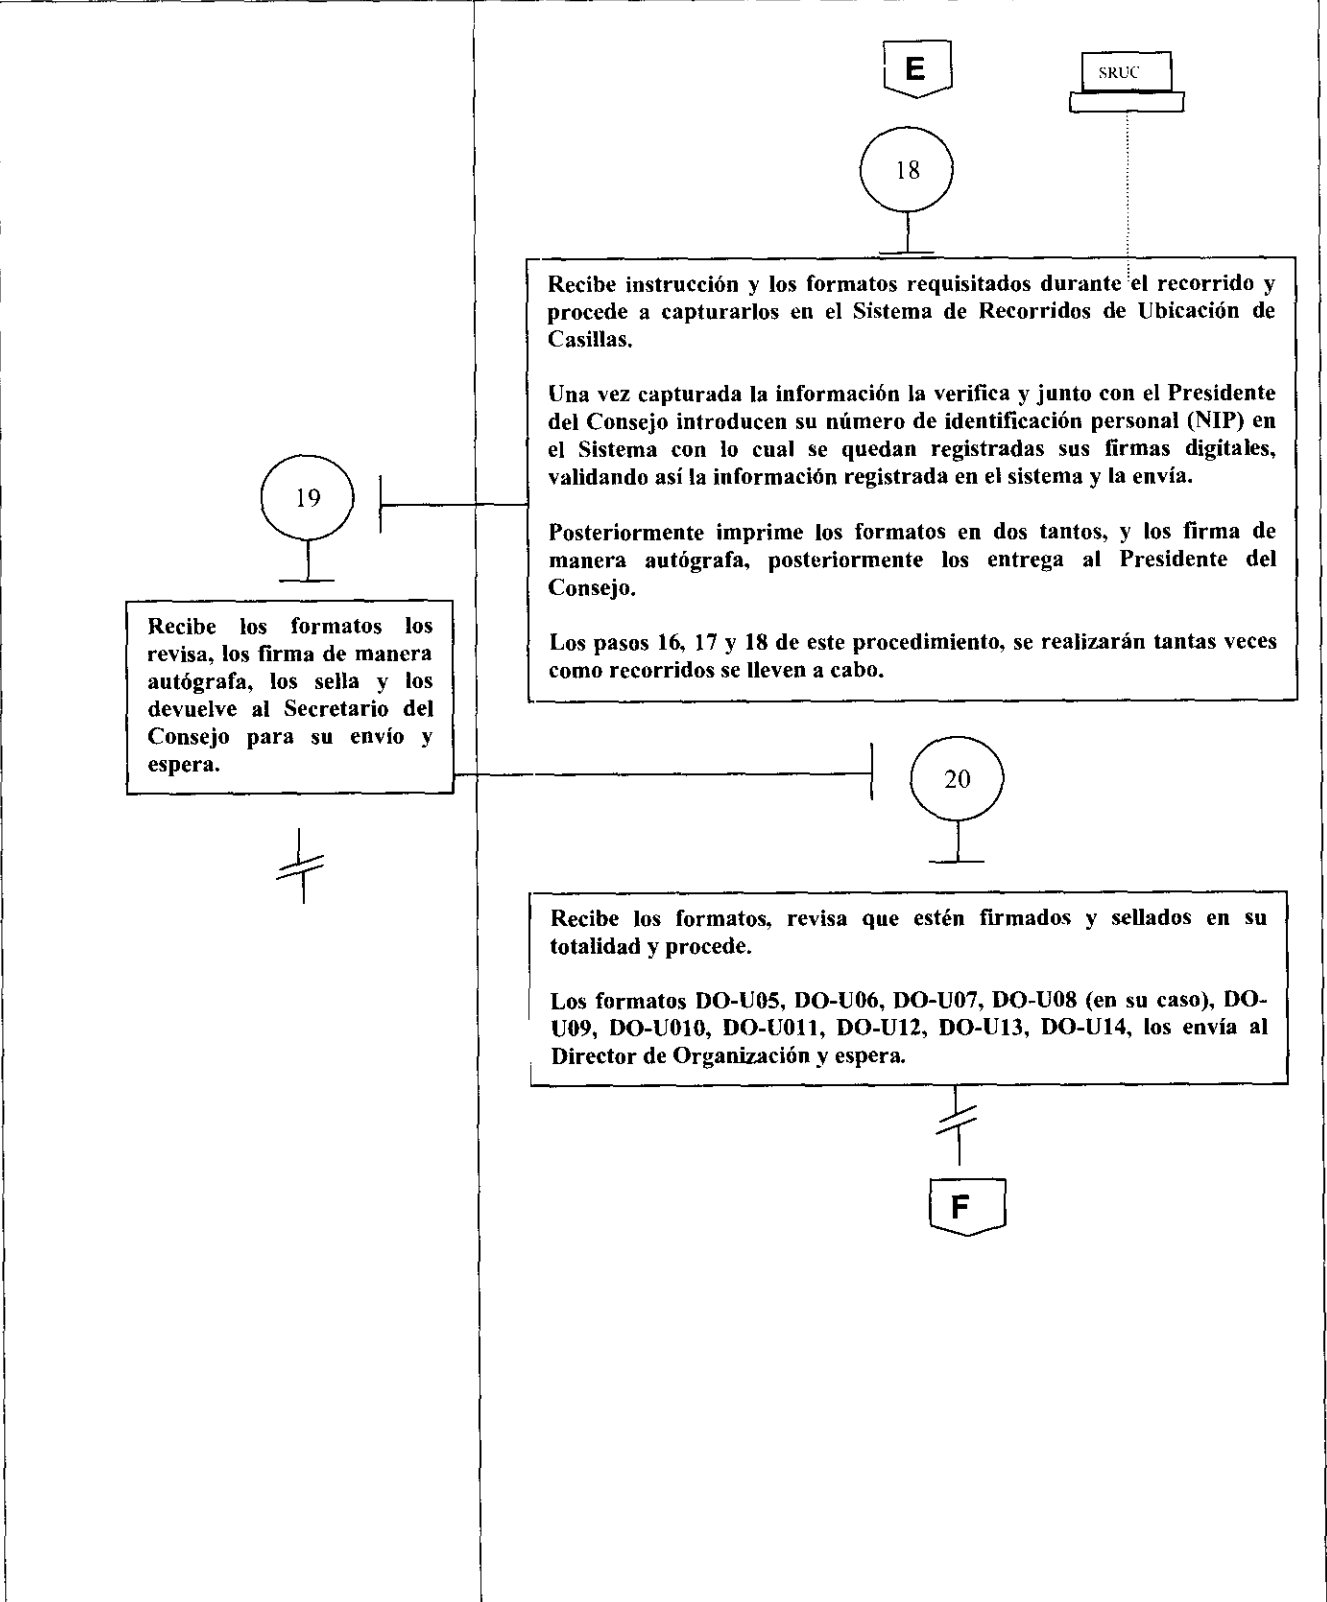 E
SRUC
18
Recibe instrucción y los formatos requisitados durante el recorrido y
procede a capturarlos en el Sistema de Recorridos de Ubicación de
Casillas.
Una vez capturada la información la verifica y junto con el Presidente
del Consejo introducen su número de identificación personal (NIP) en
el Sistema con lo cual se quedan registradas sus firmas digitales,
validando así la información registrada en el sistema y la envía.
Posteriormente imprime los formatos en dos tantos, y los firma de
manera autógrafa, posteriormente los entrega al Presidente del
Consejo.
Los pasos 16, 17 y 18 de este procedimiento, se realizarán tantas veces
como recorridos se lleven a cabo.
19
Recibe los formatos los
revisa, los firma de manera
autógrafa, los sella y los
devuelve al Secretario del
Consejo para su envío y
espera.
20
Recibe los formatos, revisa que estén firmados y sellados en su
totalidad y procede.
Los formatos DO-U05, DO-U06, DO-U07, DO-U08 (en su caso), DO-
U09, DO-U010, DO-U011, DO-U12, DO-U13, DO-U14, los envía al
Director de Organización y espera.
F